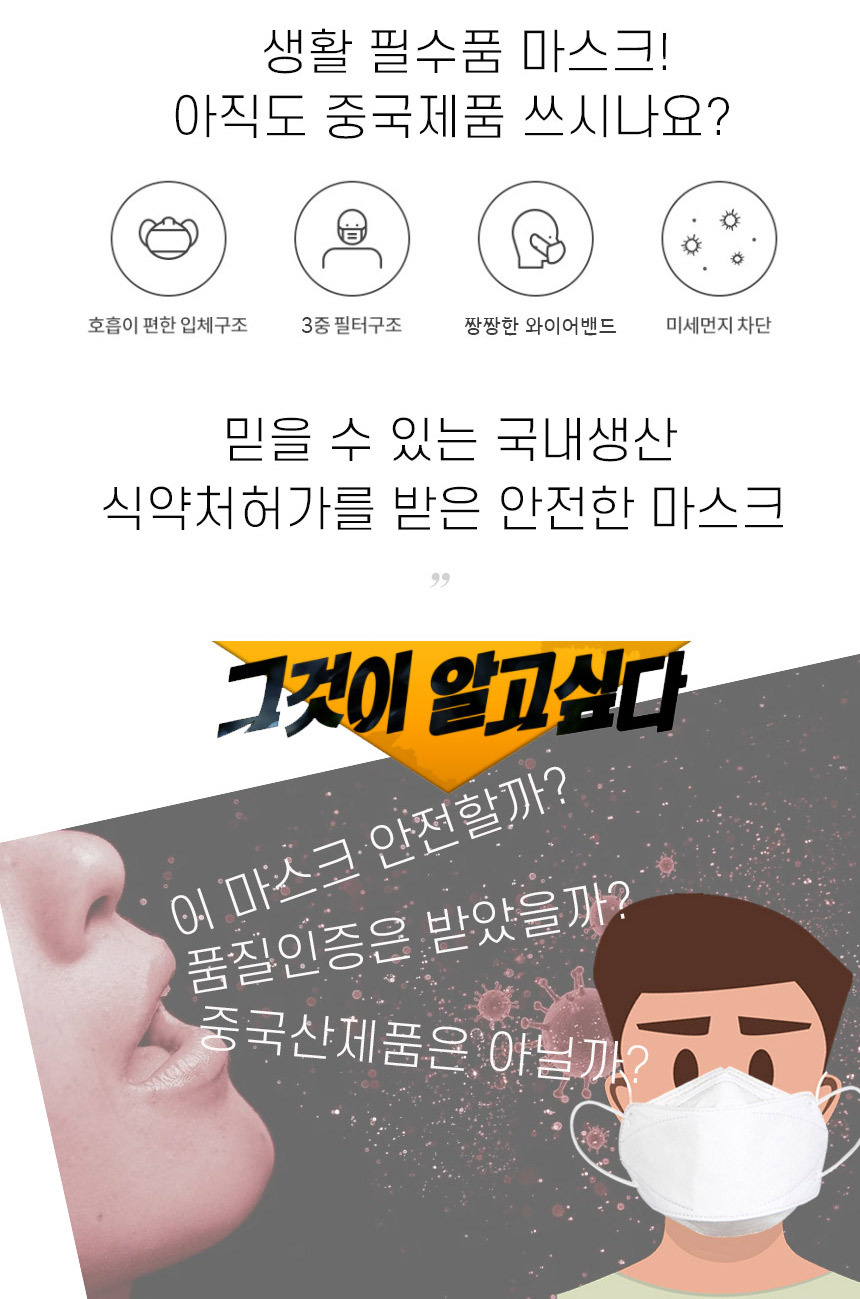 생활 필수품 마스크!
아직도 중국제품 쓰시나요?
호흡이 편한 입체구조
3중 필터구조
짱짱한 와이어밴드
미세먼지 차단
믿을 수 있는 국내생산
식약처허가를 받은 안전한 마스크
”
그것이 알고싶다
이 마스크 안전할까?
품질인증은 받았을까?
중국산제품은 아닐까?